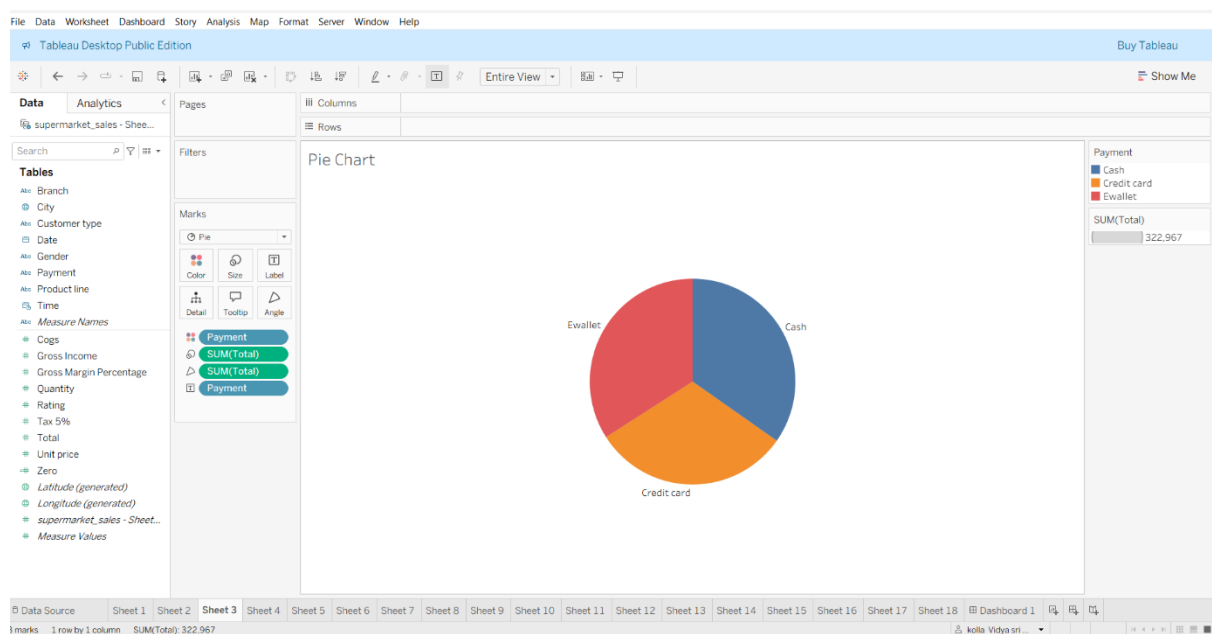 File Data Worksheet Dashboard Story Analysis Map Format Server Window Help
Tableau Desktop Public Edition Buy Tableau
Entire View Show Me
Data Analytics
supermarket_sales - Shee...
Search
Tables
Abc Branch
City
Abc Customer type
Date
Abc Gender
Abc Payment
Abc Product line
Time
Abc Measure Names
# Cogs
# Gross Income
# Gross Margin Percentage
# Quantity
# Rating
# Tax 5%
# Total
# Unit price
=# Zero
Latitude (generated)
Longitude (generated)
# supermarket_sales - Sheet...
# Measure Values
Pages
Filters
Marks
Pie
Color Size Label
Detail Tooltip Angle
Payment
SUM(Total)
SUM(Total)
Payment
Columns
Rows
Pie Chart
Ewallet
Cash
Credit card
Payment
Cash
Credit card
Ewallet
SUM(Total)
322,967
Data Source Sheet 1 Sheet 2 Sheet 3 Sheet 4 Sheet 5 Sheet 6 Sheet 7 Sheet 8 Sheet 9 Sheet 10 Sheet 11 Sheet 12 Sheet 13 Sheet 14 Sheet 15 Sheet 16 Sheet 17 Sheet 18 Dashboard 1
3 marks 1 row by 1 column SUM(Total): 322,967 kolla Vidya sri ...